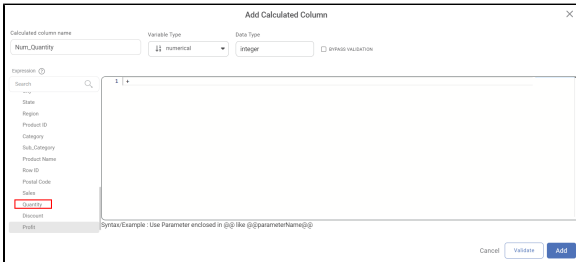 Add Calculated Column
Calculated column name
Variable Type
Data Type
Num_Quantity
numerical
integer
BYPASS VALIDATION
Expression
Search
1 +
State
Region
Product ID
Category
Sub_Category
Product Name
Row ID
Postal Code
Sales
Quantity
Discount
Profit
Syntax/Example : Use Parameter enclosed in @@ like @@parameterName@@
Cancel
Validate
Add